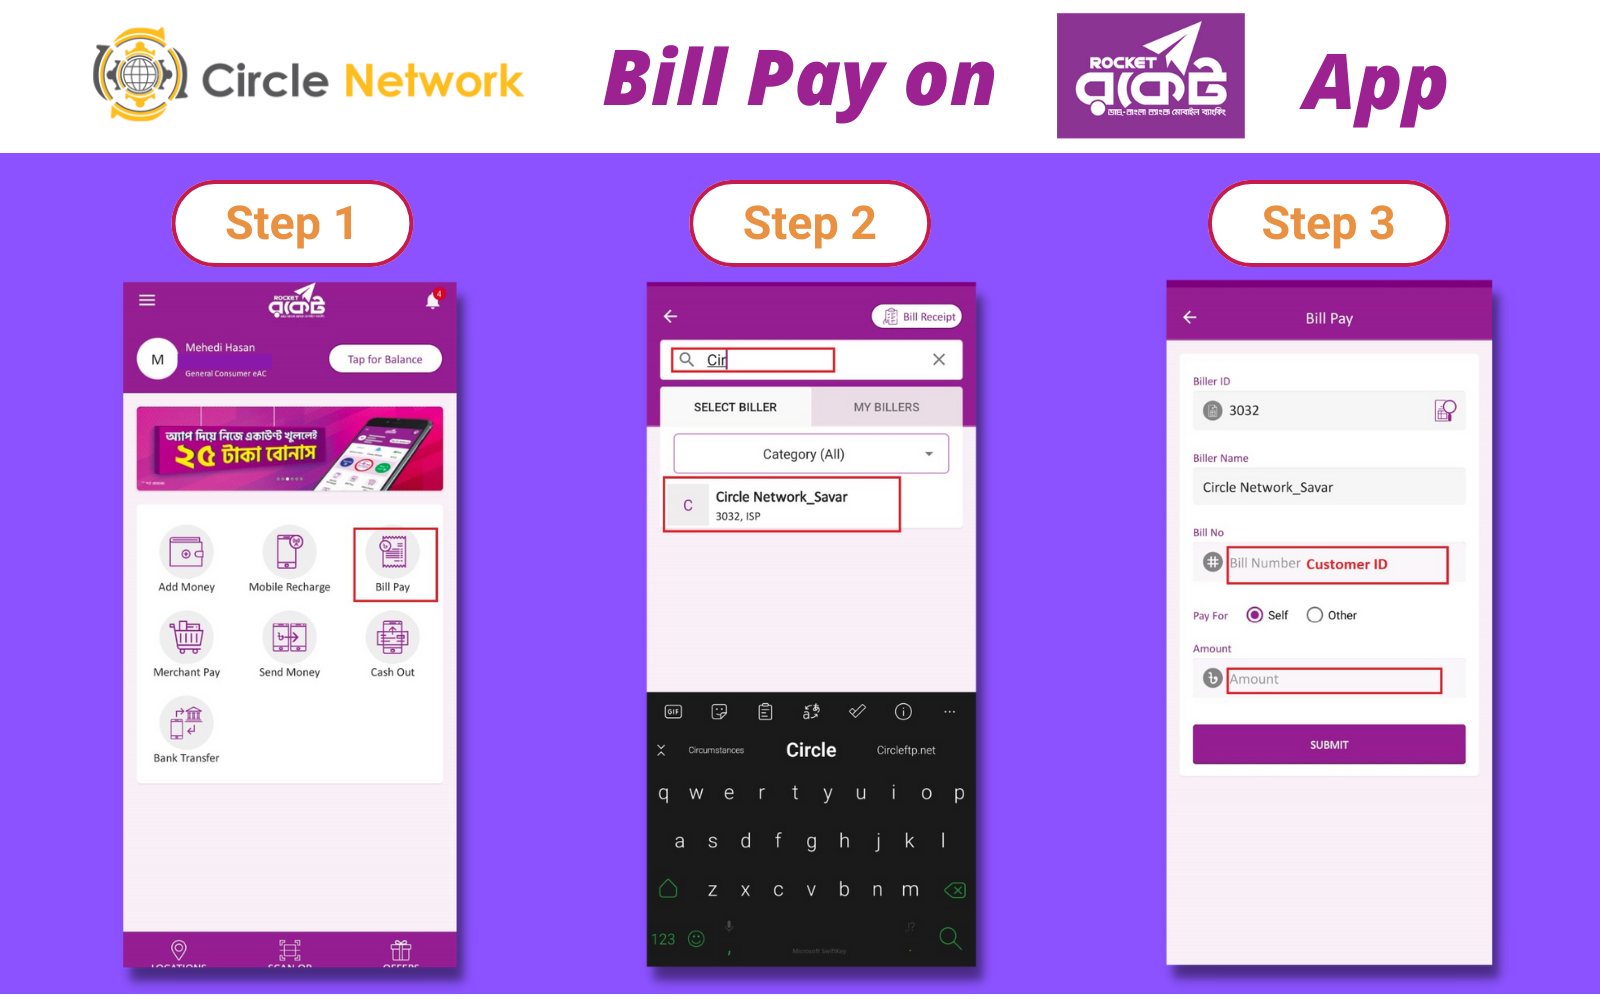 Circle Network
Bill Pay on
ROCKET
রকেট
ডাচ্-বাংলা ব্যাংক মোবাইল ব্যাংকিং
App
Step 1
ROCKET
রকেট
4
M
Mehedi Hasan
General Consumer eAC
Tap for Balance
অ্যাপ দিয়ে নিজে একাউন্ট খুললেই
২৫ টাকা বোনাস
Add Money
Mobile Recharge
Bill Pay
Merchant Pay
Send Money
Cash Out
Bank Transfer
LOCATIONS
SCAN QR
OFFERS
Step 2
Bill Receipt
Cir
SELECT BILLER
MY BILLERS
Category (All)
C
Circle Network_Savar
3032, ISP
GIF
Circumstances
Circle
Circleftp.net
q w e r t y u i o p
a s d f g h j k l
z x c v b n m
123
,
!?
.
Microsoft SwiftKey
Step 3
Bill Pay
Biller ID
3032
Biller Name
Circle Network_Savar
Bill No
# Bill Number Customer ID
Pay For Self Other
Amount
৳ Amount
SUBMIT